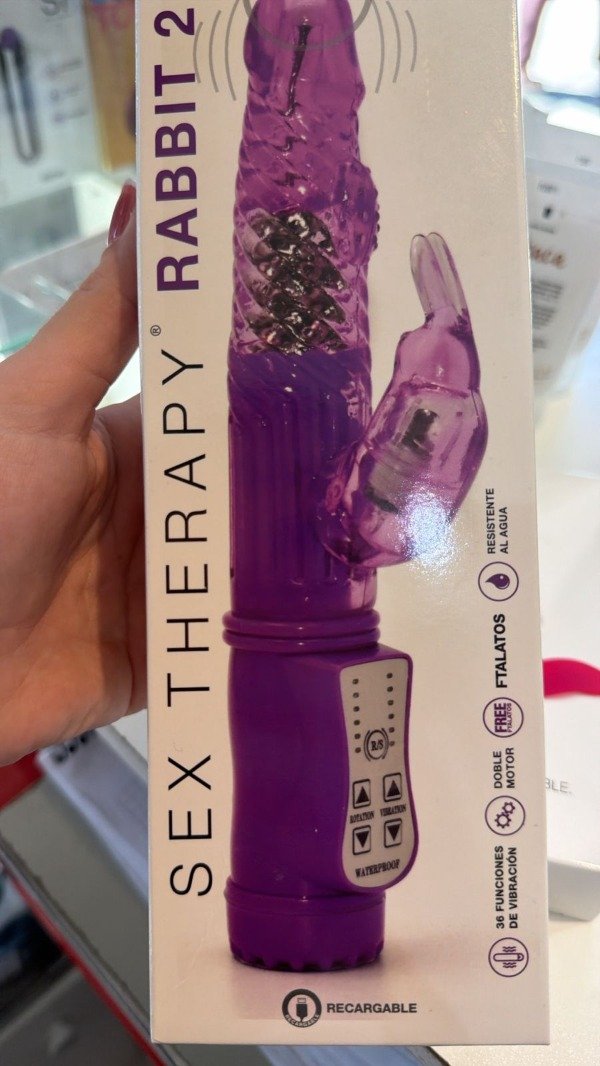 SEX THERAPY® RABBIT 2
R/S
ROTATION VIBRATION
WATERPROOF
RESISTENTE
AL AGUA
FREE
FTALATOS
FTALATOS
DOBLE
MOTOR
36 FUNCIONES
DE VIBRACIÓN
RECARGABLE